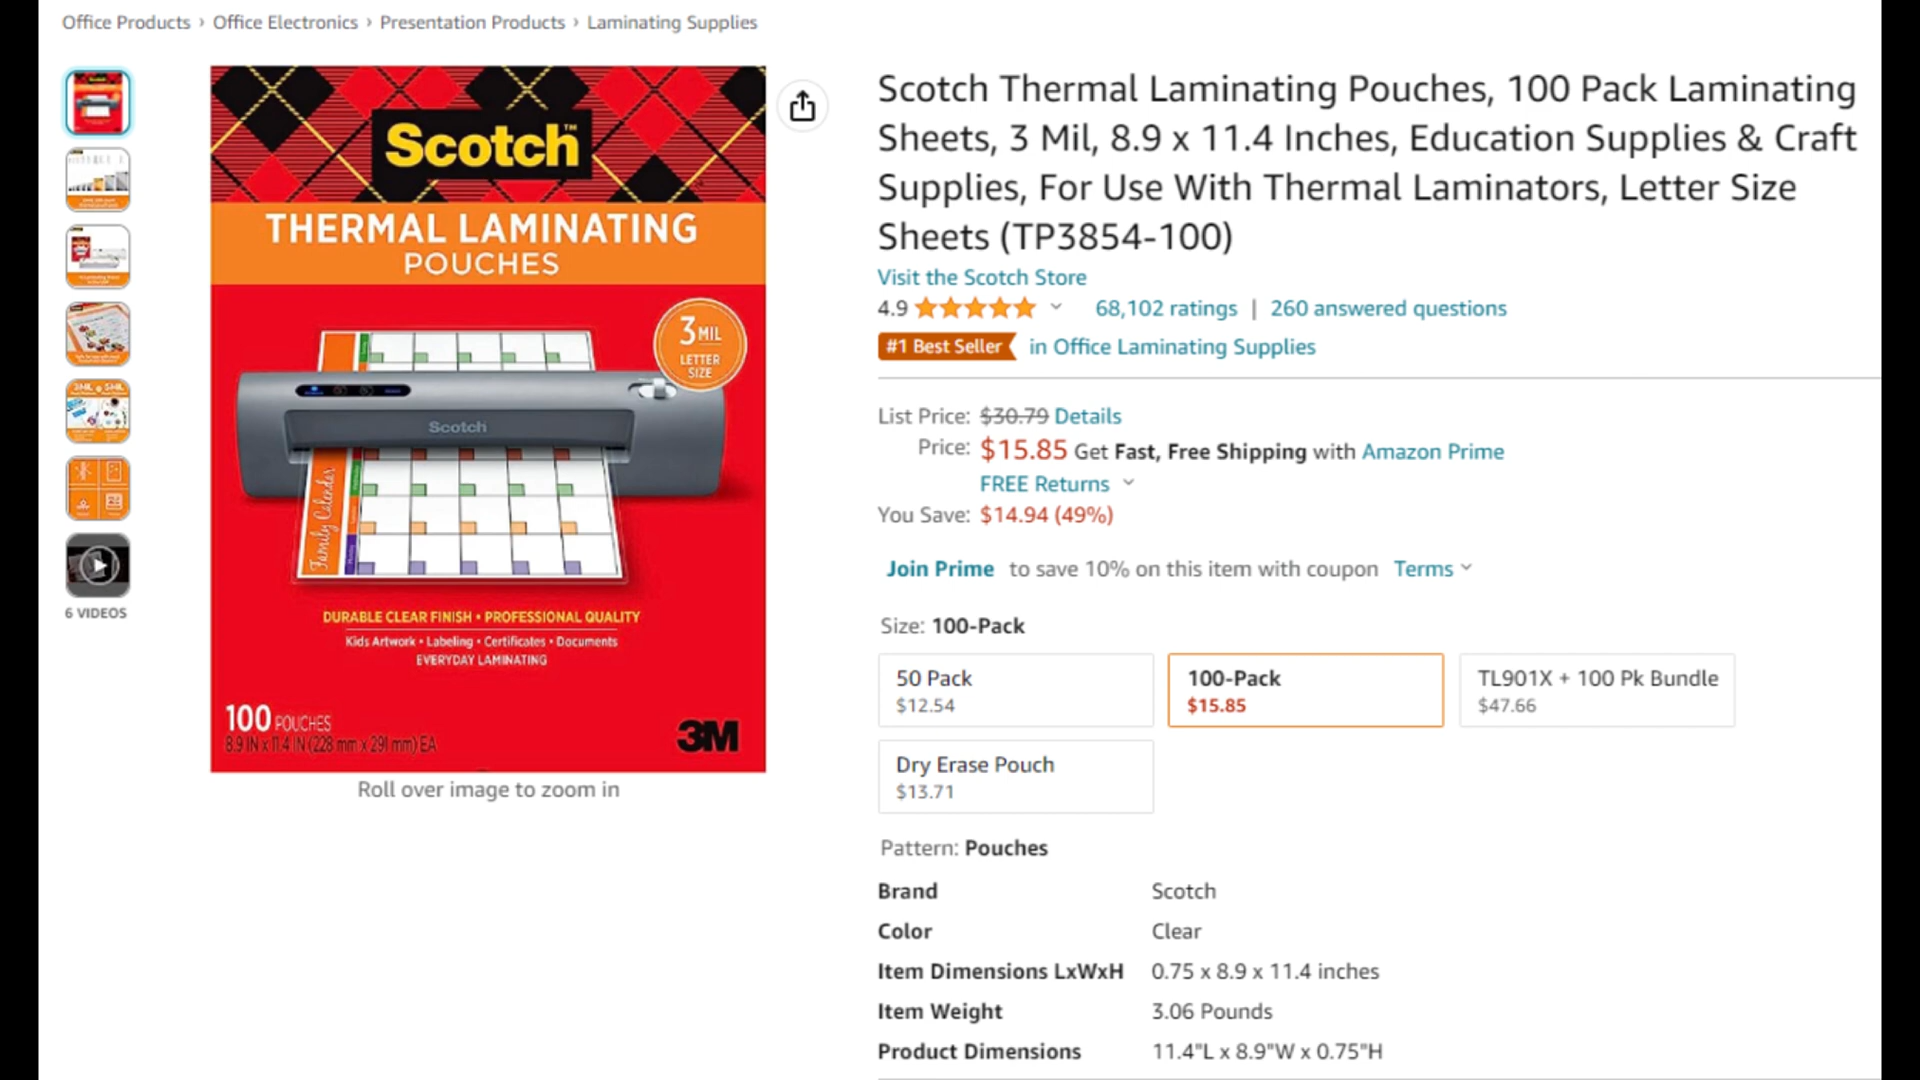 Office Products › Office Electronics › Presentation Products › Laminating Supplies
Scotch™
THERMAL LAMINATING
POUCHES
3 MIL
LETTER
SIZE
Scotch
Family Calendar
DURABLE CLEAR FINISH • PROFESSIONAL QUALITY
Kids Artwork • Labeling • Certificates • Documents
EVERYDAY LAMINATING
100 POUCHES
8.9 IN x 11.4 IN (228 mm x 291 mm) EA
3M
Roll over image to zoom in
6 VIDEOS
Scotch Thermal Laminating Pouches, 100 Pack Laminating
Sheets, 3 Mil, 8.9 x 11.4 Inches, Education Supplies & Craft
Supplies, For Use With Thermal Laminators, Letter Size
Sheets (TP3854-100)
Visit the Scotch Store
4.9 68,102 ratings | 260 answered questions
#1 Best Seller in Office Laminating Supplies
List Price: $30.79 Details
Price: $15.85 Get Fast, Free Shipping with Amazon Prime
FREE Returns
You Save: $14.94 (49%)
Join Prime to save 10% on this item with coupon Terms
Size: 100-Pack
50 Pack
$12.54
100-Pack
$15.85
TL901X + 100 Pk Bundle
$47.66
Dry Erase Pouch
$13.71
Pattern: Pouches
Brand Scotch
Color Clear
Item Dimensions LxWxH 0.75 x 8.9 x 11.4 inches
Item Weight 3.06 Pounds
Product Dimensions 11.4"L x 8.9"W x 0.75"H